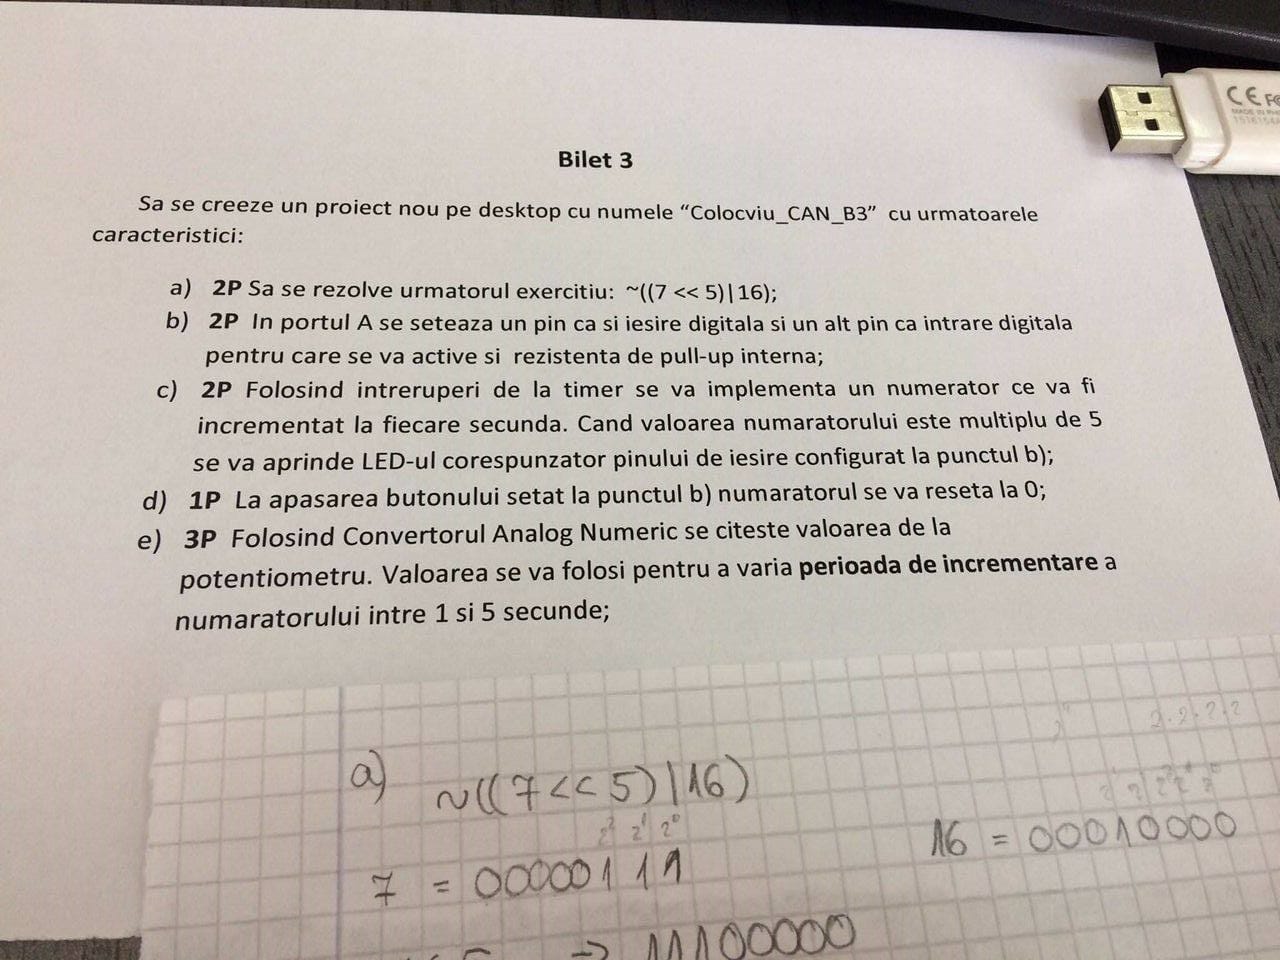 Bilet 3
Sa se creeze un proiect nou pe desktop cu numele “Colocviu_CAN_B3” cu urmatoarele
caracteristici:
a) 2P Sa se rezolve urmatorul exercitiu: ~((7 << 5)|16);
b) 2P In portul A se seteaza un pin ca si iesire digitala si un alt pin ca intrare digitala
pentru care se va active si rezistenta de pull-up interna;
c) 2P Folosind intreruperi de la timer se va implementa un numerator ce va fi
incrementat la fiecare secunda. Cand valoarea numaratorului este multiplu de 5
se va aprinde LED-ul corespunzator pinului de iesire configurat la punctul b);
d) 1P La apasarea butonului setat la punctul b) numaratorul se va reseta la 0;
e) 3P Folosind Convertorul Analog Numeric se citeste valoarea de la
potentiometru. Valoarea se va folosi pentru a varia perioada de incrementare a
numaratorului intre 1 si 5 secunde;
CE FC
MADE IN
2·2·2·2
a) ~((7<<5)|16)
2² 2¹ 2⁰
16 = 00010000
7 = 00000111
→ 11100000